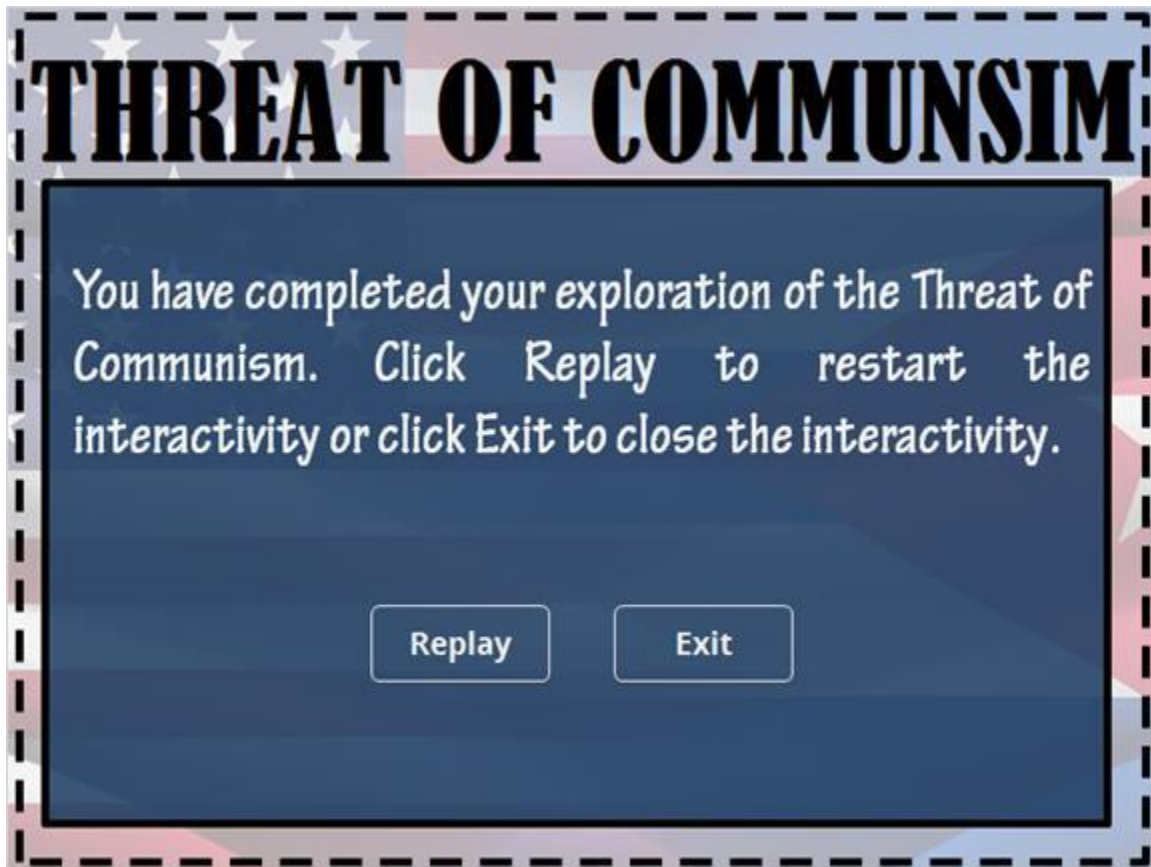 THREAT OF COMMUNSIM
You have completed your exploration of the Threat of
Communism. Click Replay to restart the
interactivity or click Exit to close the interactivity.
Replay Exit